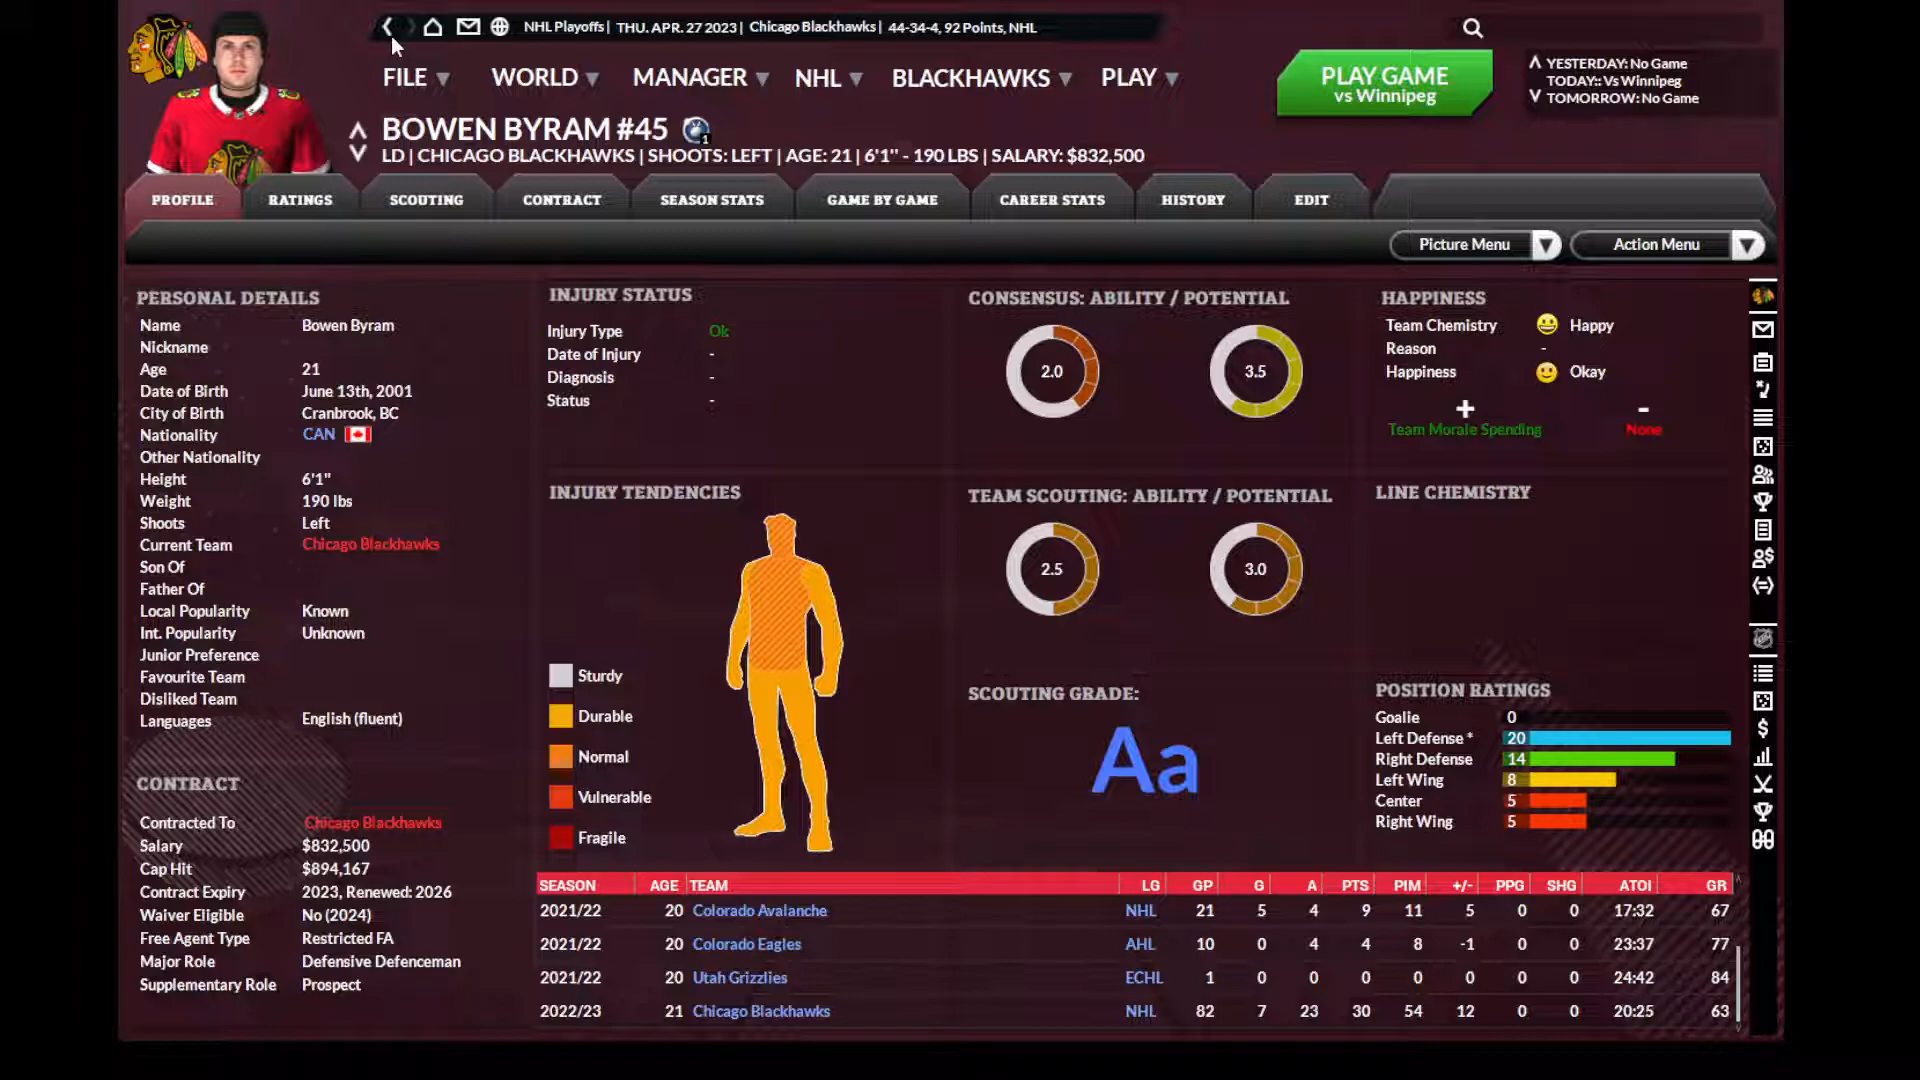 NHL Playoffs | THU. APR. 27 2023 | Chicago Blackhawks | 44-34-4, 92 Points, NHL
FILE WORLD MANAGER NHL BLACKHAWKS PLAY
PLAY GAME
vs Winnipeg
YESTERDAY: No Game
TODAY:: Vs Winnipeg
TOMORROW: No Game
BOWEN BYRAM #45 1
LD | CHICAGO BLACKHAWKS | SHOOTS: LEFT | AGE: 21 | 6'1" - 190 LBS | SALARY: $832,500
PROFILE RATINGS SCOUTING CONTRACT SEASON STATS GAME BY GAME CAREER STATS HISTORY EDIT
Picture Menu Action Menu
PERSONAL DETAILS
Name Bowen Byram
Nickname
Age 21
Date of Birth June 13th, 2001
City of Birth Cranbrook, BC
Nationality CAN
Other Nationality
Height 6'1"
Weight 190 lbs
Shoots Left
Current Team Chicago Blackhawks
Son Of
Father Of
Local Popularity Known
Int. Popularity Unknown
Junior Preference
Favourite Team
Disliked Team
Languages English (fluent)
CONTRACT
Contracted To Chicago Blackhawks
Salary $832,500
Cap Hit $894,167
Contract Expiry 2023, Renewed: 2026
Waiver Eligible No (2024)
Free Agent Type Restricted FA
Major Role Defensive Defenceman
Supplementary Role Prospect
INJURY STATUS
Injury Type Ok
Date of Injury -
Diagnosis -
Status -
INJURY TENDENCIES
Sturdy
Durable
Normal
Vulnerable
Fragile
CONSENSUS: ABILITY / POTENTIAL
2.0 3.5
TEAM SCOUTING: ABILITY / POTENTIAL
2.5 3.0
SCOUTING GRADE:
Aa
HAPPINESS
Team Chemistry Happy
Reason -
Happiness Okay
+ -
Team Morale Spending None
LINE CHEMISTRY
POSITION RATINGS
Goalie 0
Left Defense * 20
Right Defense 14
Left Wing 8
Center 5
Right Wing 5
SEASON AGE TEAM LG GP G A PTS PIM +/- PPG SHG ATOI GR
2021/22 20 Colorado Avalanche NHL 21 5 4 9 11 5 0 0 17:32 67
2021/22 20 Colorado Eagles AHL 10 0 4 4 8 -1 0 0 23:37 77
2021/22 20 Utah Grizzlies ECHL 1 0 0 0 0 0 0 0 24:42 84
2022/23 21 Chicago Blackhawks NHL 82 7 23 30 54 12 0 0 20:25 63